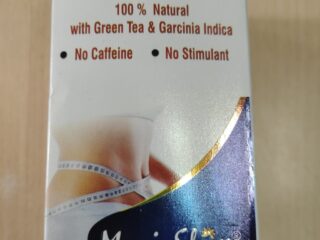 100 % Natural
with Green Tea & Garcinia Indica
• No Caffeine • No Stimulant
®